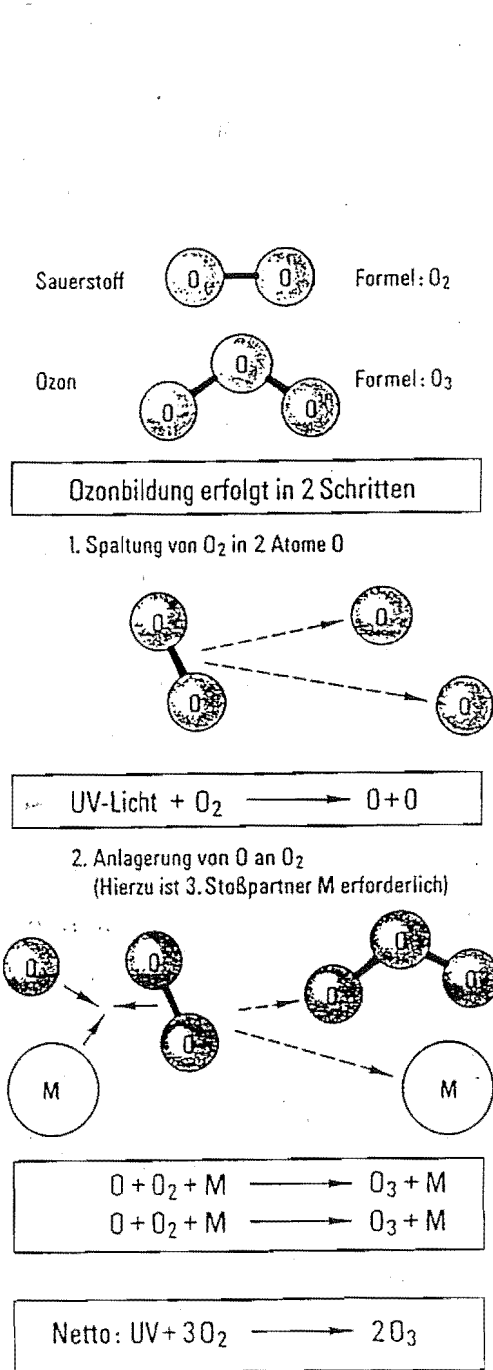 O O
Sauerstoff Formel: O₂
O
Ozon Formel: O₃
O O
Ozonbildung erfolgt in 2 Schritten
1. Spaltung von O₂ in 2 Atome O
O O
O O
UV-Licht + O₂ ⟶ O+O
2. Anlagerung von O an O₂
(Hierzu ist 3. Stoßpartner M erforderlich)
O O O
O O O
M M
O + O₂ + M ⟶ O₃ + M
O + O₂ + M ⟶ O₃ + M
Netto: UV + 3O₂ ⟶ 2O₃